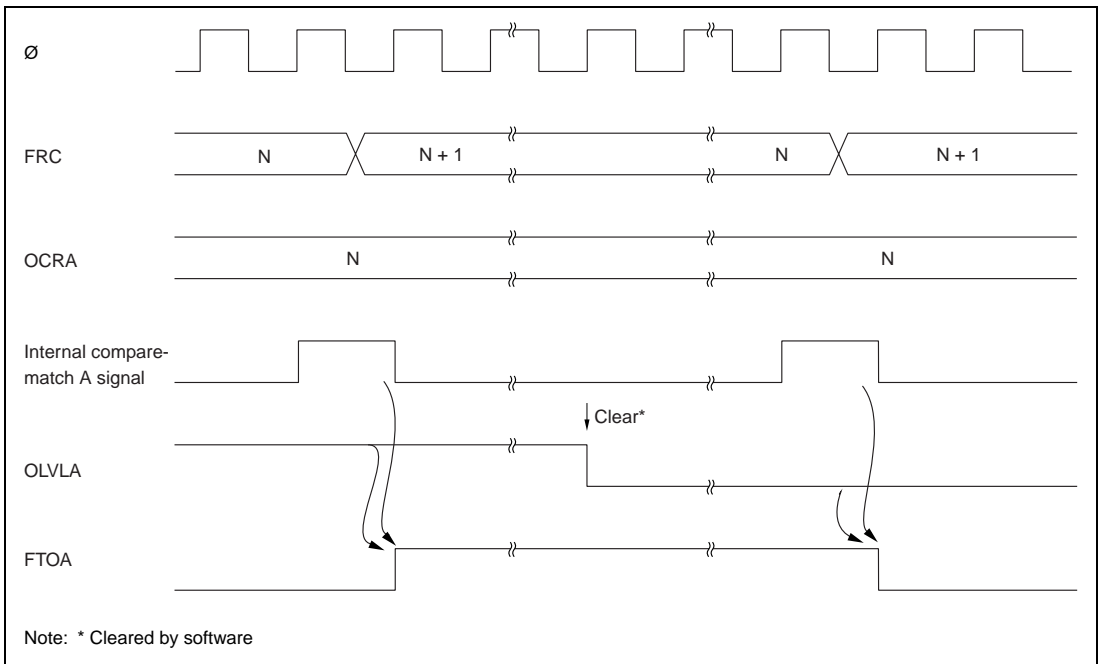 Ø
FRC
N
N + 1
N
N + 1
OCRA
N
N
Internal compare-
match A signal
Clear*
OLVLA
FTOA
Note: * Cleared by software